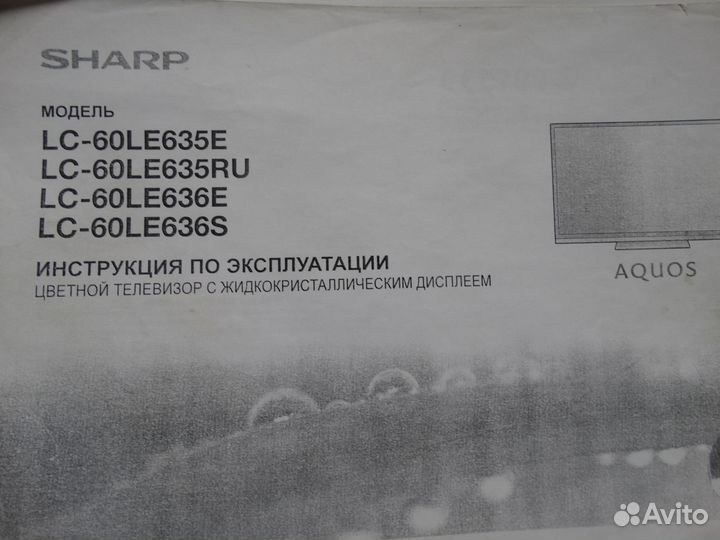 SHARP
МОДЕЛЬ
LC-60LE635E
LC-60LE635RU
LC-60LE636E
LC-60LE636S
ИНСТРУКЦИЯ ПО ЭКСПЛУАТАЦИИ
ЦВЕТНОЙ ТЕЛЕВИЗОР С ЖИДКОКРИСТАЛЛИЧЕСКИМ ДИСПЛЕЕМ
AQUOS
Avito